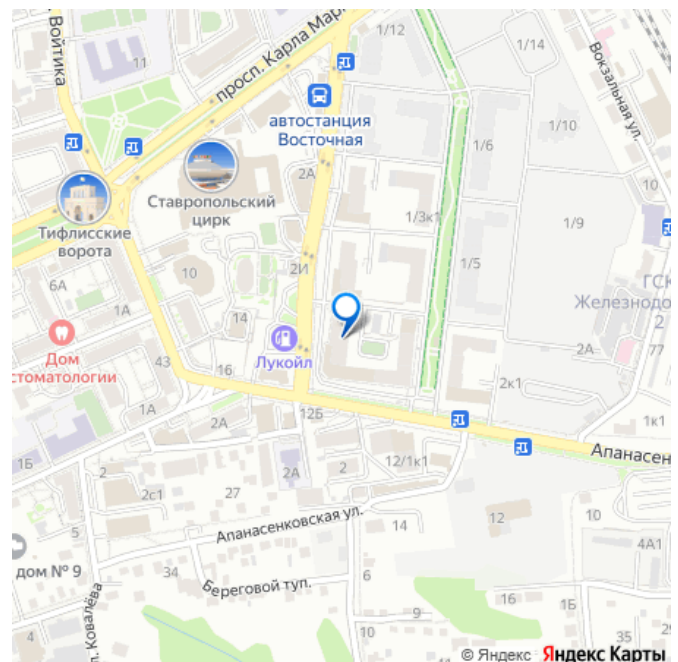 Войтика
11
просп. Карла Мар
1/12
1/14
Вокзальная ул.
автостанция
Восточная
1/10
1/6
2А
Ставропольский
цирк
10
Тифлисские
ворота
1/3к1
1/9
10
2И
1/5
ГСК
Железнодо
2
6А
1А
14
Лукойл
2А
77
Дом
стоматологии
43
16
2к1
1А
12Б
1к1
2А
Апанасен
1Б
2
2А
2
12/1к1
2с1
27
12
10
5
Апанасенковская ул.
14
4А1
дом № 9
34
Береговой туп.
6
16
1Б
9
4
л. Ковалёва
10
© Яндекс Яндекс Карты